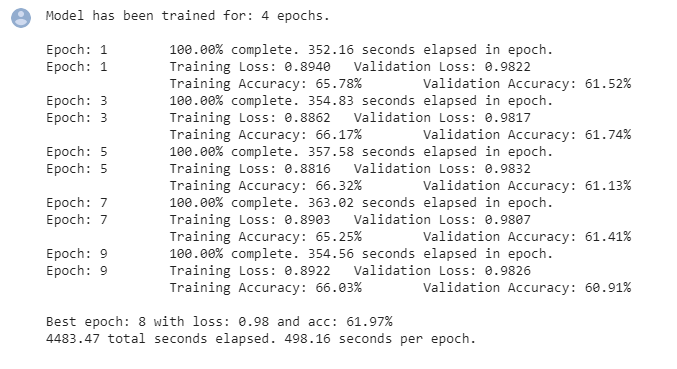 Model has been trained for: 4 epochs.
Epoch: 1 100.00% complete. 352.16 seconds elapsed in epoch.
Epoch: 1 Training Loss: 0.8940 Validation Loss: 0.9822
Training Accuracy: 65.78% Validation Accuracy: 61.52%
Epoch: 3 100.00% complete. 354.83 seconds elapsed in epoch.
Epoch: 3 Training Loss: 0.8862 Validation Loss: 0.9817
Training Accuracy: 66.17% Validation Accuracy: 61.74%
Epoch: 5 100.00% complete. 357.58 seconds elapsed in epoch.
Epoch: 5 Training Loss: 0.8816 Validation Loss: 0.9832
Training Accuracy: 66.32% Validation Accuracy: 61.13%
Epoch: 7 100.00% complete. 363.02 seconds elapsed in epoch.
Epoch: 7 Training Loss: 0.8903 Validation Loss: 0.9807
Training Accuracy: 65.25% Validation Accuracy: 61.41%
Epoch: 9 100.00% complete. 354.56 seconds elapsed in epoch.
Epoch: 9 Training Loss: 0.8922 Validation Loss: 0.9826
Training Accuracy: 66.03% Validation Accuracy: 60.91%
Best epoch: 8 with loss: 0.98 and acc: 61.97%
4483.47 total seconds elapsed. 498.16 seconds per epoch.